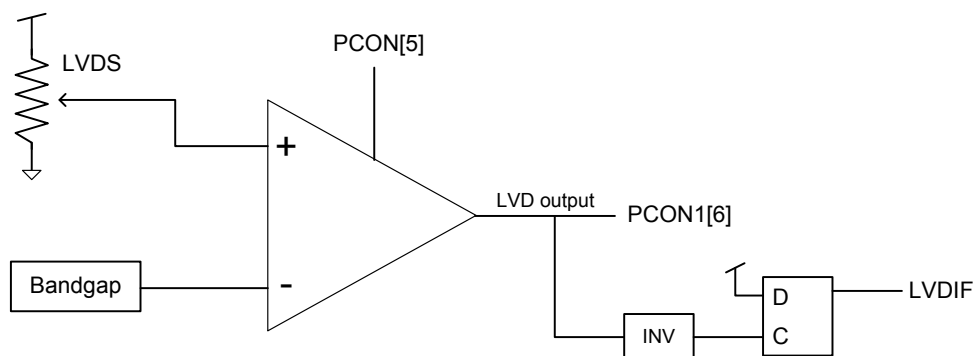 PCON[5]
LVDS
+
LVD output
PCON1[6]
Bandgap
-
D
LVDIF
INV
C